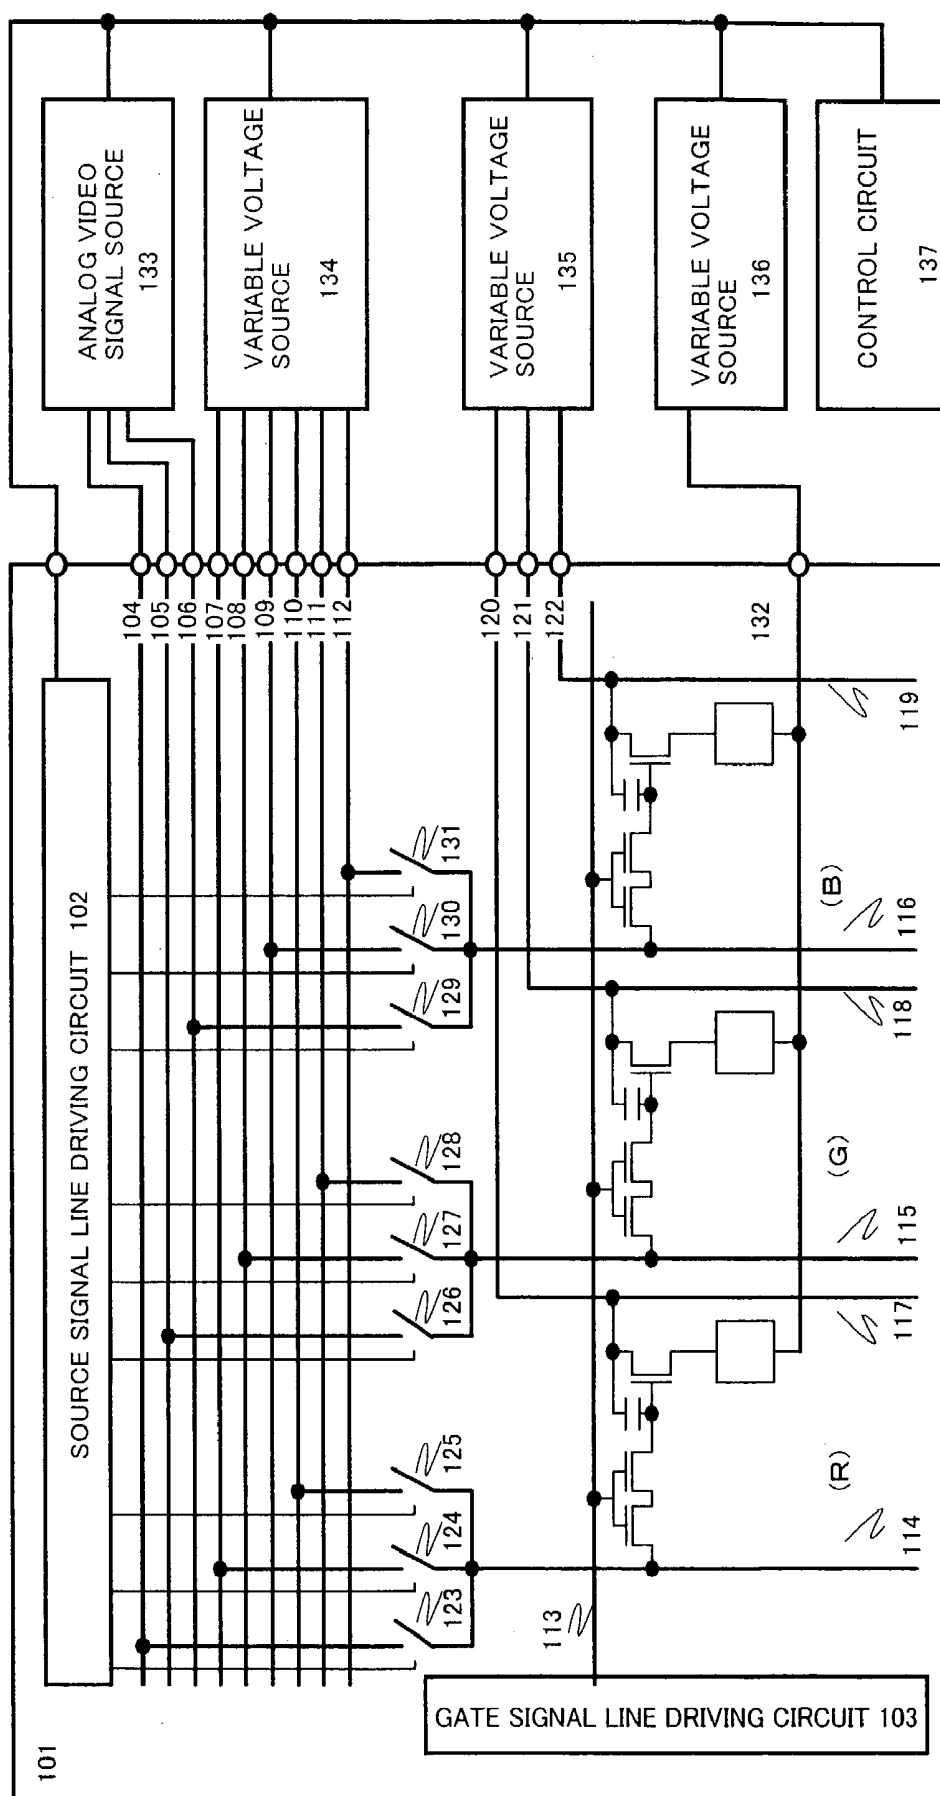 101
SOURCE SIGNAL LINE DRIVING CIRCUIT 102
GATE SIGNAL LINE DRIVING CIRCUIT 103
ANALOG VIDEO
SIGNAL SOURCE
133
VARIABLE VOLTAGE
SOURCE
134
VARIABLE VOLTAGE
SOURCE
135
VARIABLE VOLTAGE
SOURCE
136
CONTROL CIRCUIT
137
104
105
106
107
108
109
110
111
112
120
121
122
132
123
124
125
126
127
128
129
130
131
113
(R)
(G)
(B)
114
117
115
118
116
119